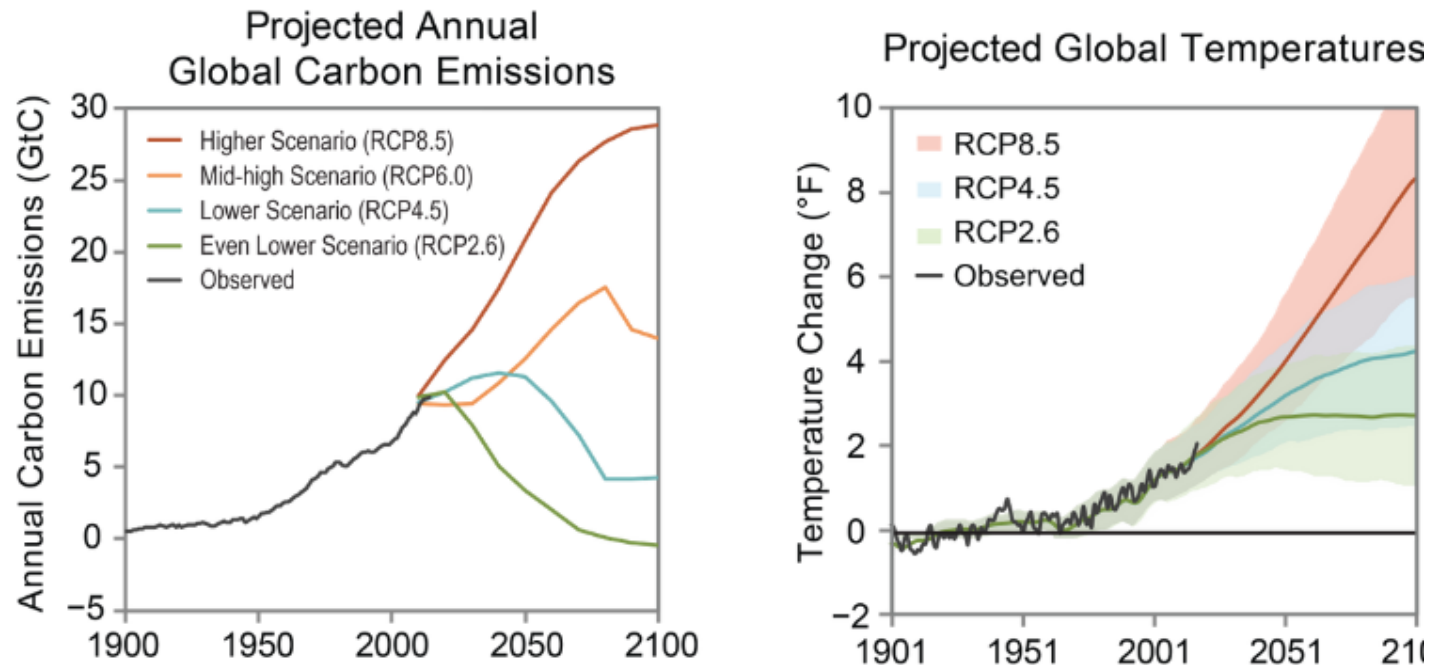 Projected Annual
Global Carbon Emissions
Annual Carbon Emissions (GtC)
30
25
20
15
10
5
0
−5
Higher Scenario (RCP8.5)
Mid-high Scenario (RCP6.0)
Lower Scenario (RCP4.5)
Even Lower Scenario (RCP2.6)
Observed
1900
1950
2000
2050
2100
Projected Global Temperatures
Temperature Change (°F)
10
8
6
4
2
0
−2
RCP8.5
RCP4.5
RCP2.6
Observed
1901
1951
2001
2051